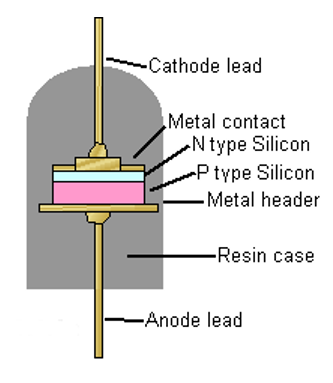 Cathode lead
Metal contact
N type Silicon
P type Silicon
Metal header
Resin case
Anode lead